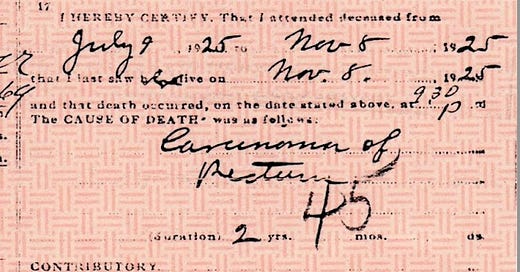 17
I HEREBY CERTIFY, That I attended deceased from
July 9, 1925 to Nov 8, 1925
that I last saw h alive on Nov. 8., 1925
and that death occurred, on the date stated above, at 930 P m
The CAUSE OF DEATH* was as follows:
Carcinoma of
Rectum
45
(duration) 2 yrs. mos. ds.
CONTRIBUTORY